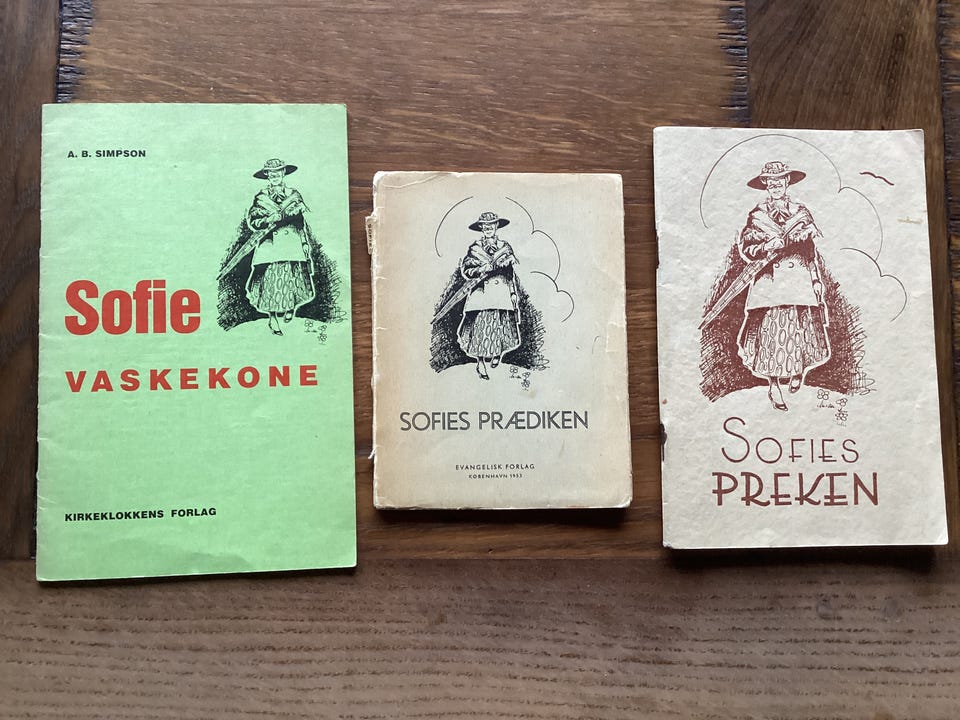 A. B. SIMPSON
Sofie
VASKEKONE
KIRKEKLOKKENS FORLAG
SOFIES PRÆDIKEN
EVANGELISK FORLAG
KØBENHAVN 1953
SOFIES
PREKEN